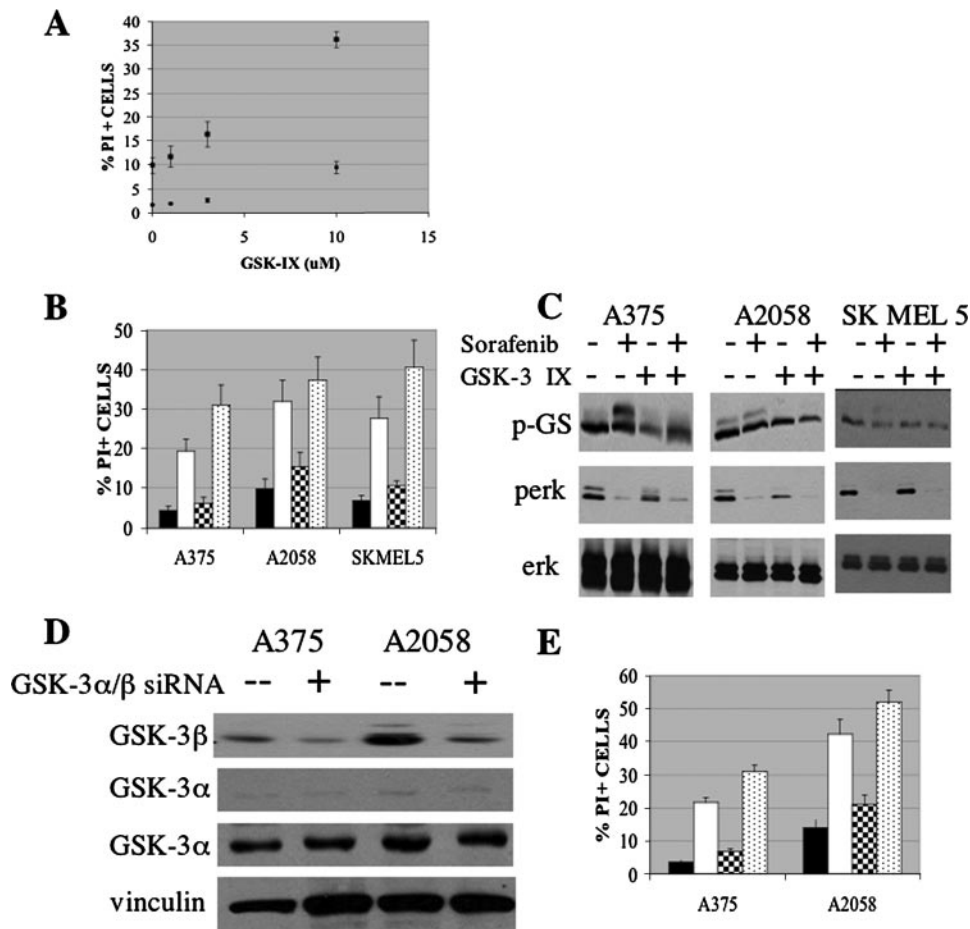 A
% PI + CELLS
40
35
30
25
20
15
10
5
0
0 5 10 15
GSK-IX (uM)
B
% PI+ CELLS
50
40
30
20
10
0
A375 A2058 SKMEL5
C
A375 A2058 SK MEL 5
Sorafenib - + - + - + - + - + - +
GSK-3 IX - - + + - - + + - - + +
p-GS
perk
erk
D
A375 A2058
GSK-3α/β siRNA -- + -- +
GSK-3β
GSK-3α
GSK-3α
vinculin
E
% PI+ CELLS
60
50
40
30
20
10
0
A375 A2058